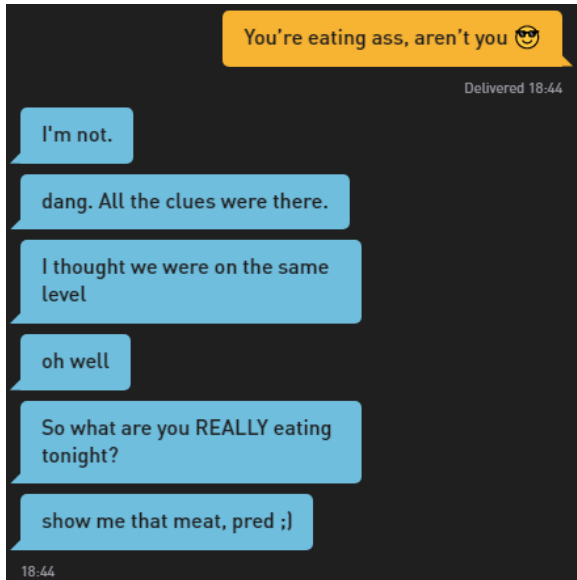 You're eating ass, aren't you 😎
Delivered 18:44
I'm not.
dang. All the clues were there.
I thought we were on the same
level
oh well
So what are you REALLY eating
tonight?
show me that meat, pred ;)
18:44